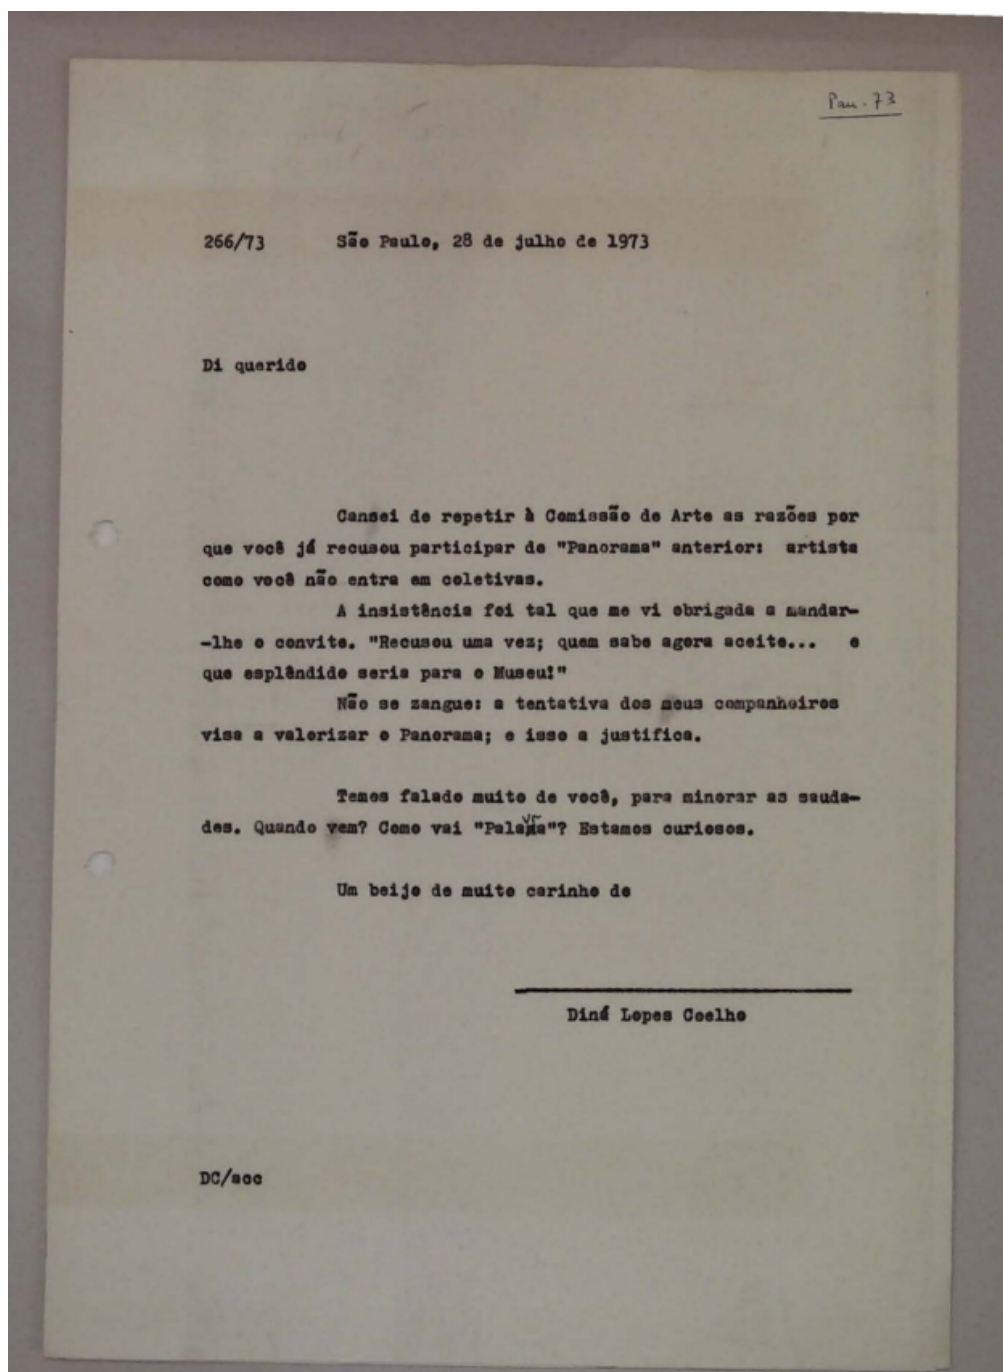 Pan. 73
266/73 São Paulo, 28 de julho de 1973
Di querido
Cansei de repetir à Comissão de Arte as razões por
que você já recusou participar de "Panorama" anterior: artista
como você não entra em coletivas.
A insistência foi tal que me vi obrigada a mandar-
-lhe o convite. "Recusou uma vez; quem sabe agora aceite... e
que esplêndido seria para o Museu!"
Não se zangue: a tentativa dos meus companheiros
visa a valorizar o Panorama; e isso a justifica.
Temos falado muito de você, para minorar as sauda-
des. Quando vem? Como vai "Palavra"? Estamos curiosos.
Um beijo de muito carinho de
Diná Lopes Coelho
DC/acc